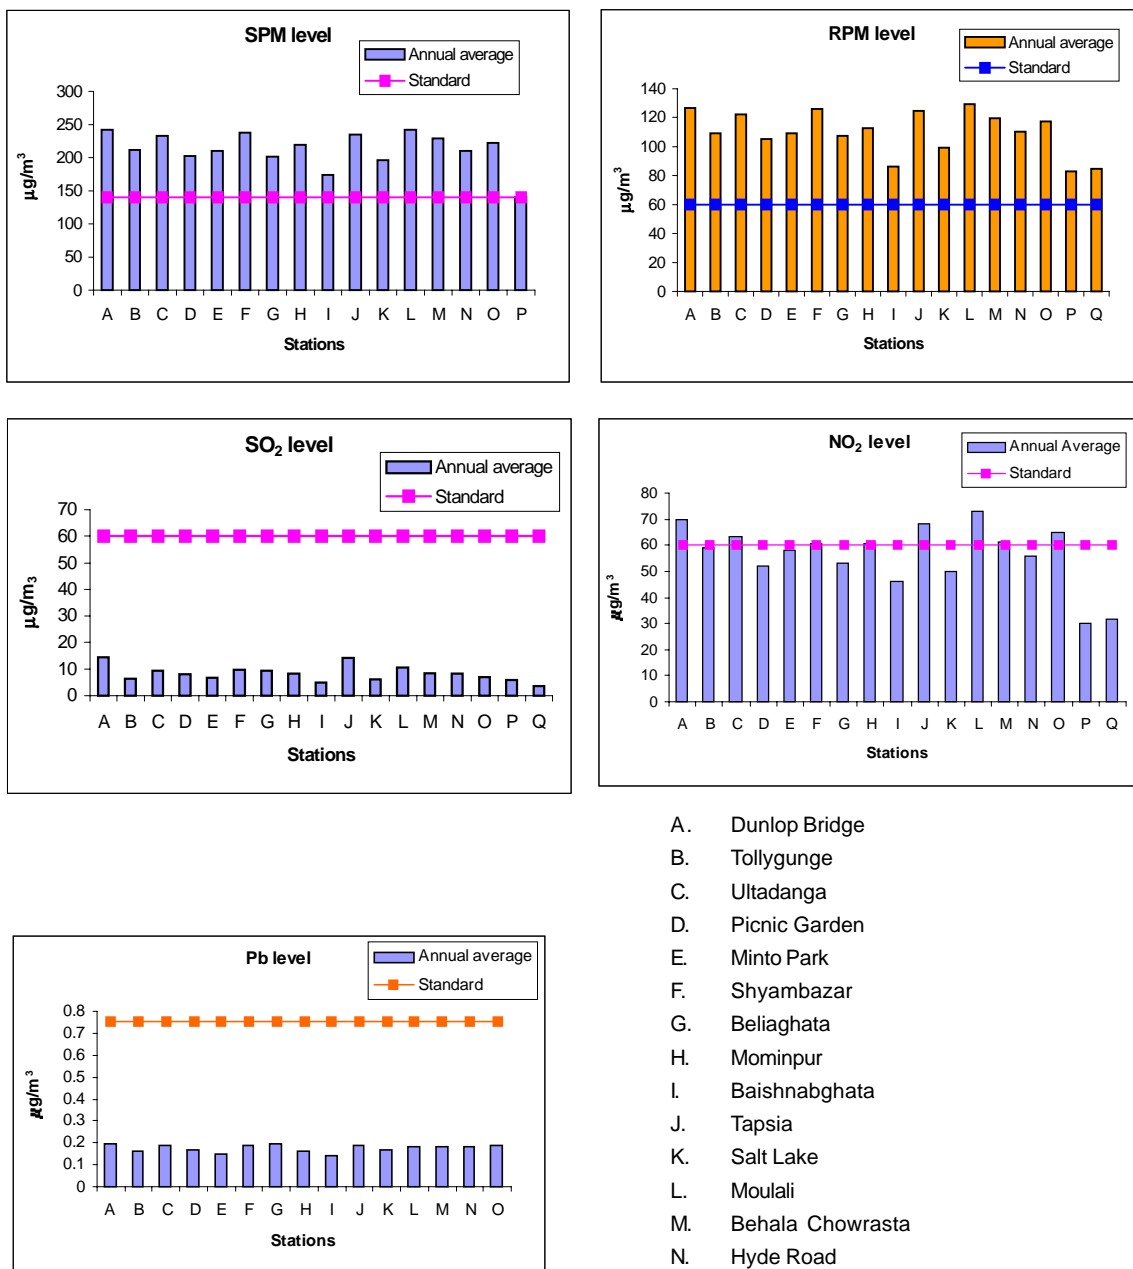 SPM level
Annual average
Standard
300
250
200
150
100
50
0
µg/m³
A B C D E F G H I J K L M N O P
Stations
RPM level
Annual average
Standard
140
120
100
80
60
40
20
0
µg/m³
A B C D E F G H I J K L M N O P Q
Stations
SO₂ level
Annual average
Standard
70
60
50
40
30
20
10
0
µg/m₃
A B C D E F G H I J K L M N O P Q
Stations
NO₂ level
Annual Average
Standard
80
70
60
50
40
30
20
10
0
µg/m³
A B C D E F G H I J K L M N O P Q
Stations
Pb level
Annual average
Standard
0.8
0.7
0.6
0.5
0.4
0.3
0.2
0.1
0
µg/m³
A B C D E F G H I J K L M N O
Stations
A. Dunlop Bridge
B. Tollygunge
C. Ultadanga
D. Picnic Garden
E. Minto Park
F. Shyambazar
G. Beliaghata
H. Mominpur
I. Baishnabghata
J. Tapsia
K. Salt Lake
L. Moulali
M. Behala Chowrasta
N. Hyde Road